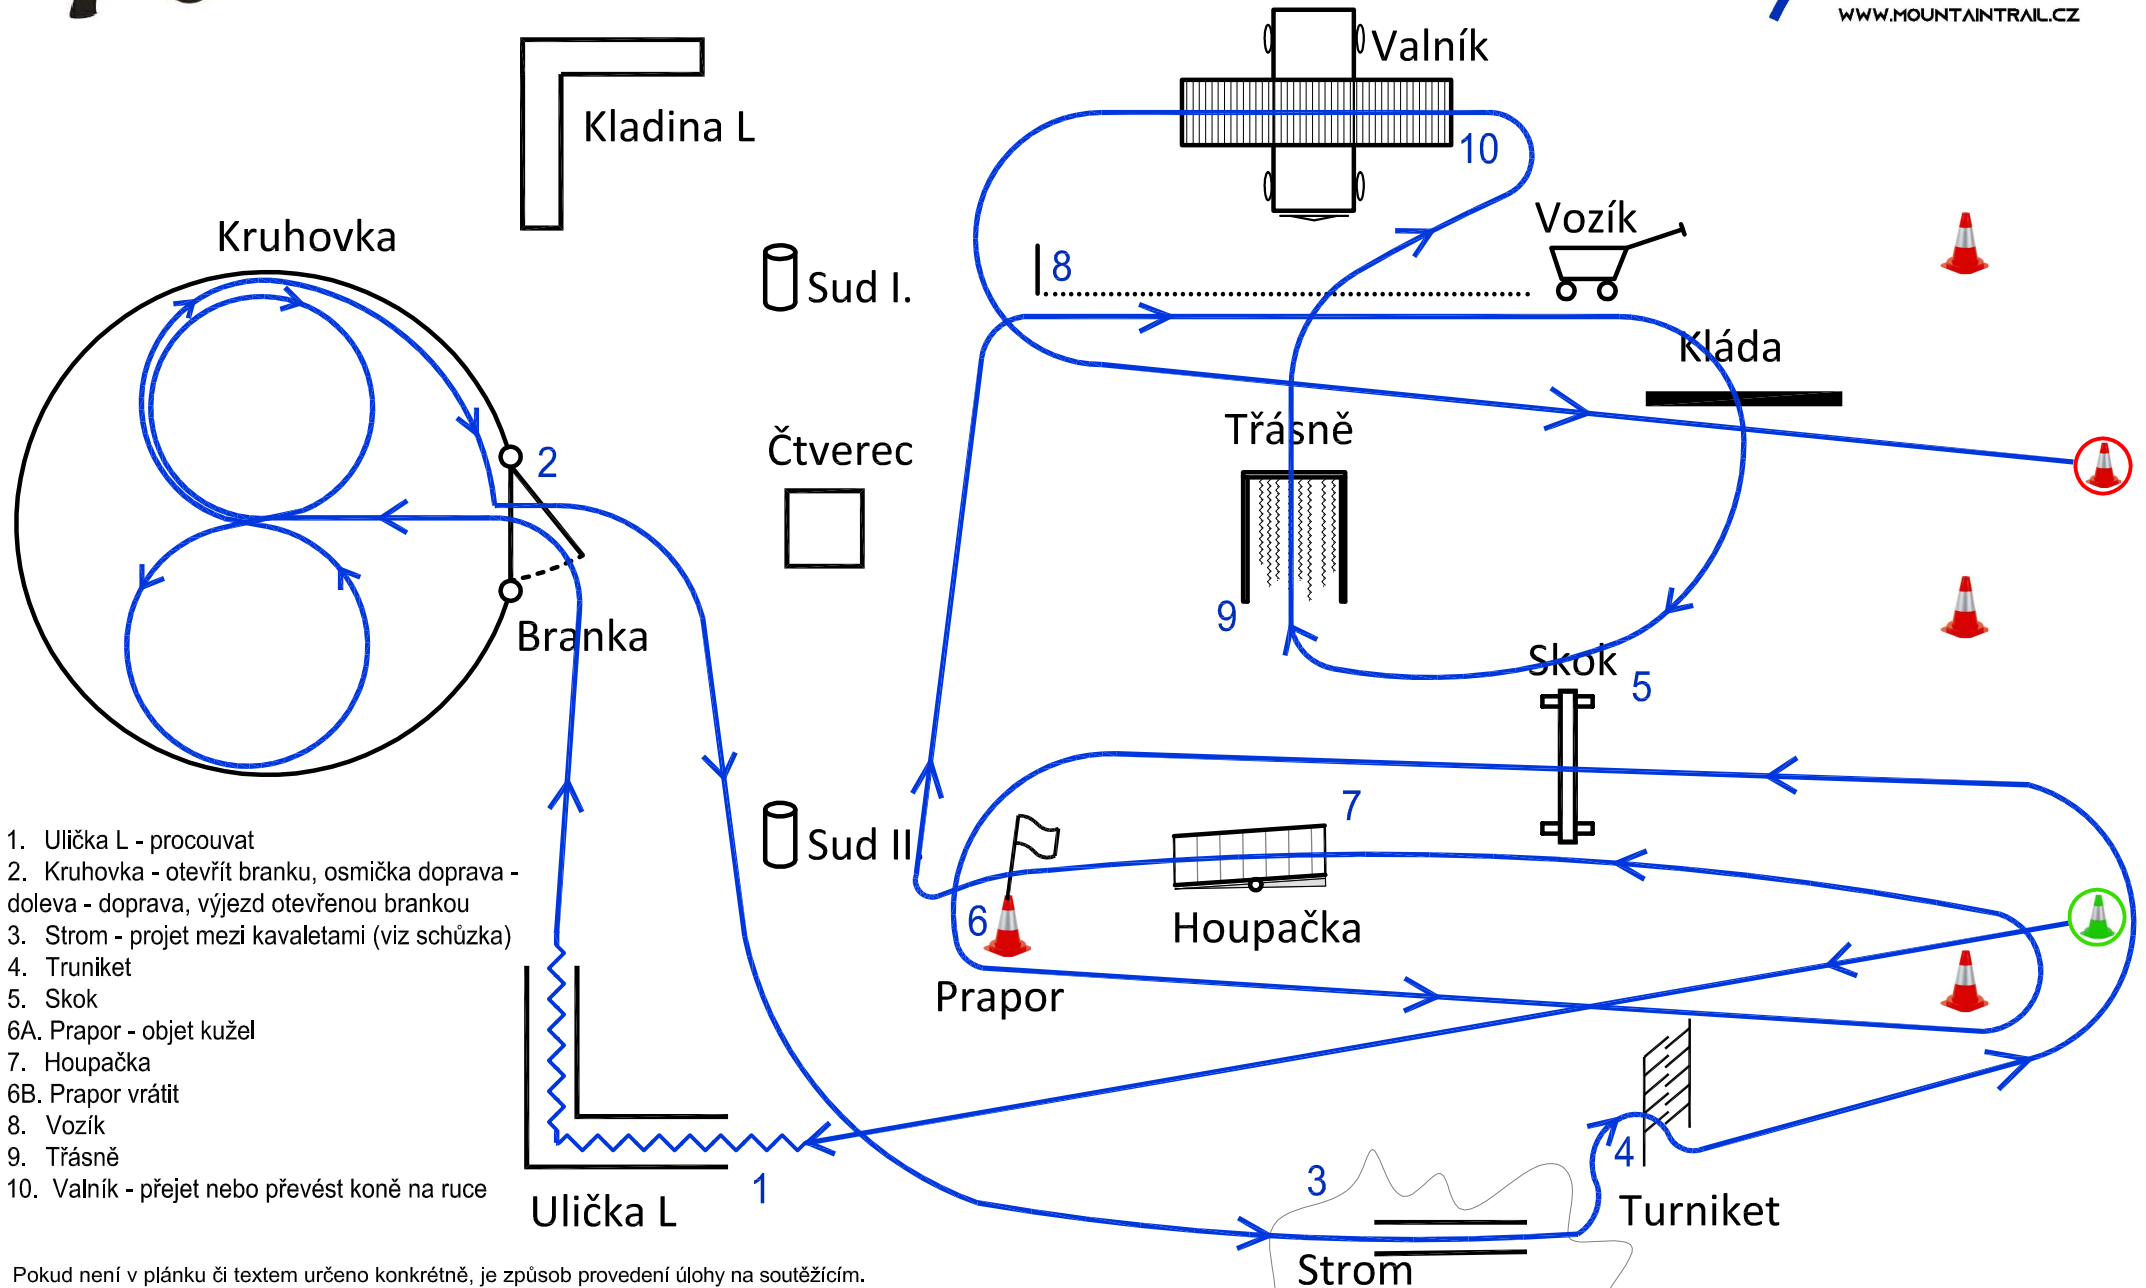 WWW.MOUNTAINTRAIL.CZ
Valník
10
Kladina L
Vozík
Kruhovka
8
Sud I.
Kláda
Třásně
Čtverec
2
9
Branka
Skok
5
7
Sud II.
6
Houpačka
Prapor
1. Ulička L - procouvat
2. Kruhovka - otevřít branku, osmička doprava -
doleva - doprava, výjezd otevřenou brankou
3. Strom - projet mezi kavaletami (viz schůzka)
4. Truniket
5. Skok
6A. Prapor - objet kužel
7. Houpačka
6B. Prapor vrátit
8. Vozík
9. Třásně
10. Valník - přejet nebo převést koně na ruce
4
1
3
Ulička L
Turniket
Strom
Pokud není v plánku či textem určeno konkrétně, je způsob provedení úlohy na soutěžícím.